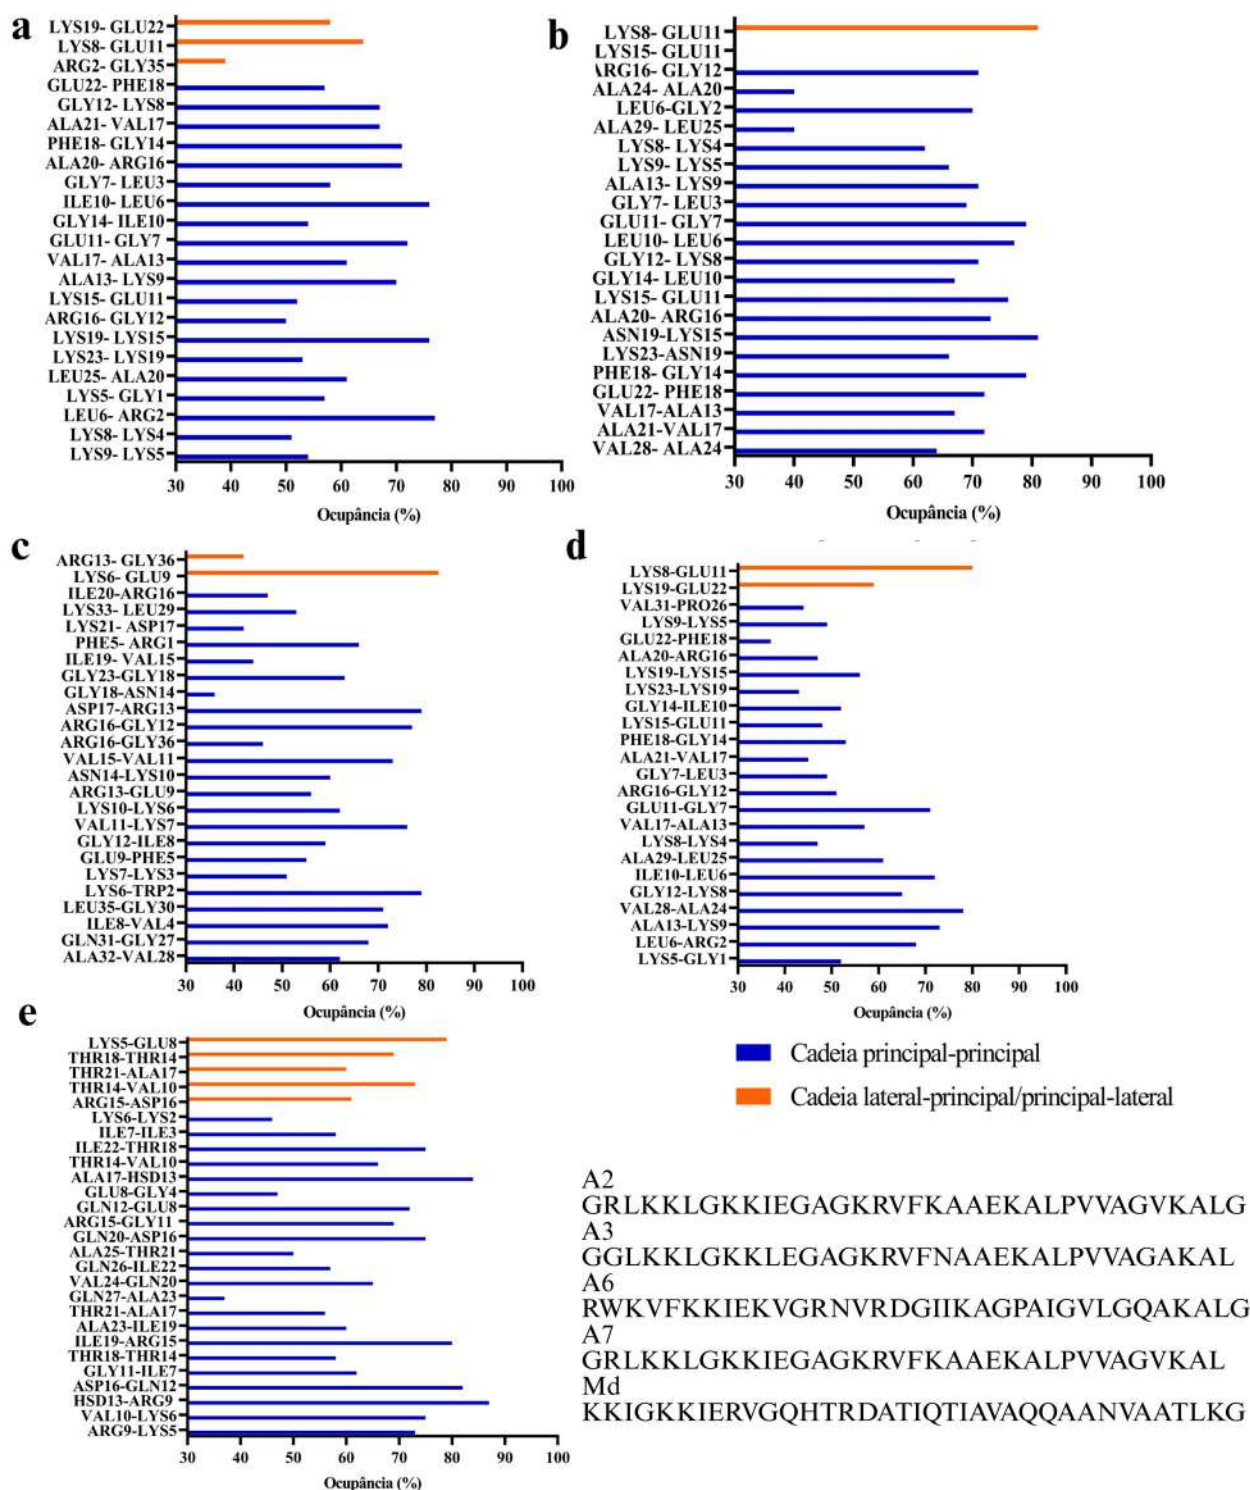 a
LYS19- GLU22
LYS8- GLU11
ARG2- GLY35
GLU22- PHE18
GLY12- LYS8
ALA21- VAL17
PHE18- GLY14
ALA20- ARG16
GLY7- LEU3
ILE10- LEU6
GLY14- ILE10
GLU11- GLY7
VAL17- ALA13
ALA13- LYS9
LYS15- GLU11
ARG16- GLY12
LYS19- LYS15
LYS23- LYS19
LEU25- ALA20
LYS5- GLY1
LEU6- ARG2
LYS8- LYS4
LYS9- LYS5
30 40 50 60 70 80 90 100
Ocupância (%)
b
LYS8- GLU11
LYS15- GLU11
ARG16- GLY12
ALA24- ALA20
LEU6-GLY2
ALA29- LEU25
LYS8- LYS4
LYS9- LYS5
ALA13- LYS9
GLY7- LEU3
GLU11- GLY7
LEU10- LEU6
GLY12- LYS8
GLY14- LEU10
LYS15- GLU11
ALA20- ARG16
ASN19-LYS15
LYS23-ASN19
PHE18- GLY14
GLU22- PHE18
VAL17-ALA13
ALA21-VAL17
VAL28- ALA24
30 40 50 60 70 80 90 100
Ocupância (%)
c
ARG13- GLY36
LYS6- GLU9
ILE20-ARG16
LYS33- LEU29
LYS21- ASP17
PHE5- ARG1
ILE19- VAL15
GLY23-GLY18
GLY18-ASN14
ASP17-ARG13
ARG16-GLY12
ARG16-GLY36
VAL15-VAL11
ASN14-LYS10
ARG13-GLU9
LYS10-LYS6
VAL11-LYS7
GLY12-ILE8
GLU9-PHE5
LYS7-LYS3
LYS6-TRP2
LEU35-GLY30
ILE8-VAL4
GLN31-GLY27
ALA32-VAL28
30 40 50 60 70 80 90 100
Ocupância (%)
d
LYS8-GLU11
LYS19-GLU22
VAL31-PRO26
LYS9-LYS5
GLU22-PHE18
ALA20-ARG16
LYS19-LYS15
LYS23-LYS19
GLY14-ILE10
LYS15-GLU11
PHE18-GLY14
ALA21-VAL17
GLY7-LEU3
ARG16-GLY12
GLU11-GLY7
VAL17-ALA13
LYS8-LYS4
ALA29-LEU25
ILE10-LEU6
GLY12-LYS8
VAL28-ALA24
ALA13-LYS9
LEU6-ARG2
LYS5-GLY1
30 40 50 60 70 80 90 100
Ocupância (%)
e
LYS5-GLU8
THR18-THR14
THR21-ALA17
THR14-VAL10
ARG15-ASP16
LYS6-LYS2
ILE7-ILE3
ILE22-THR18
THR14-VAL10
ALA17-HSD13
GLU8-GLY4
GLN12-GLU8
ARG15-GLY11
GLN20-ASP16
ALA25-THR21
GLN26-ILE22
VAL24-GLN20
GLN27-ALA23
THR21-ALA17
ALA23-ILE19
ILE19-ARG15
THR18-THR14
GLY11-ILE7
ASP16-GLN12
HSD13-ARG9
VAL10-LYS6
ARG9-LYS5
30 40 50 60 70 80 90 100
Ocupância (%)
Cadeia principal-principal
Cadeia lateral-principal/principal-lateral
A2
GRLKKLGKKIEGAGKRVFKAAEKALPVVAGVKALG
A3
GGLKKLGKKLEGAGKRVFNAAEKALPVVAGAKAL
A6
RWKVFKKIEKVGRNVRDGIIKAGPAIGVLGQAKALG
A7
GRLKKLGKKIEGAGKRVFKAAEKALPVVAGVKAL
Md
KKIGKKIERVGQHTRDATIQTIAVAQQAANVAATLKG